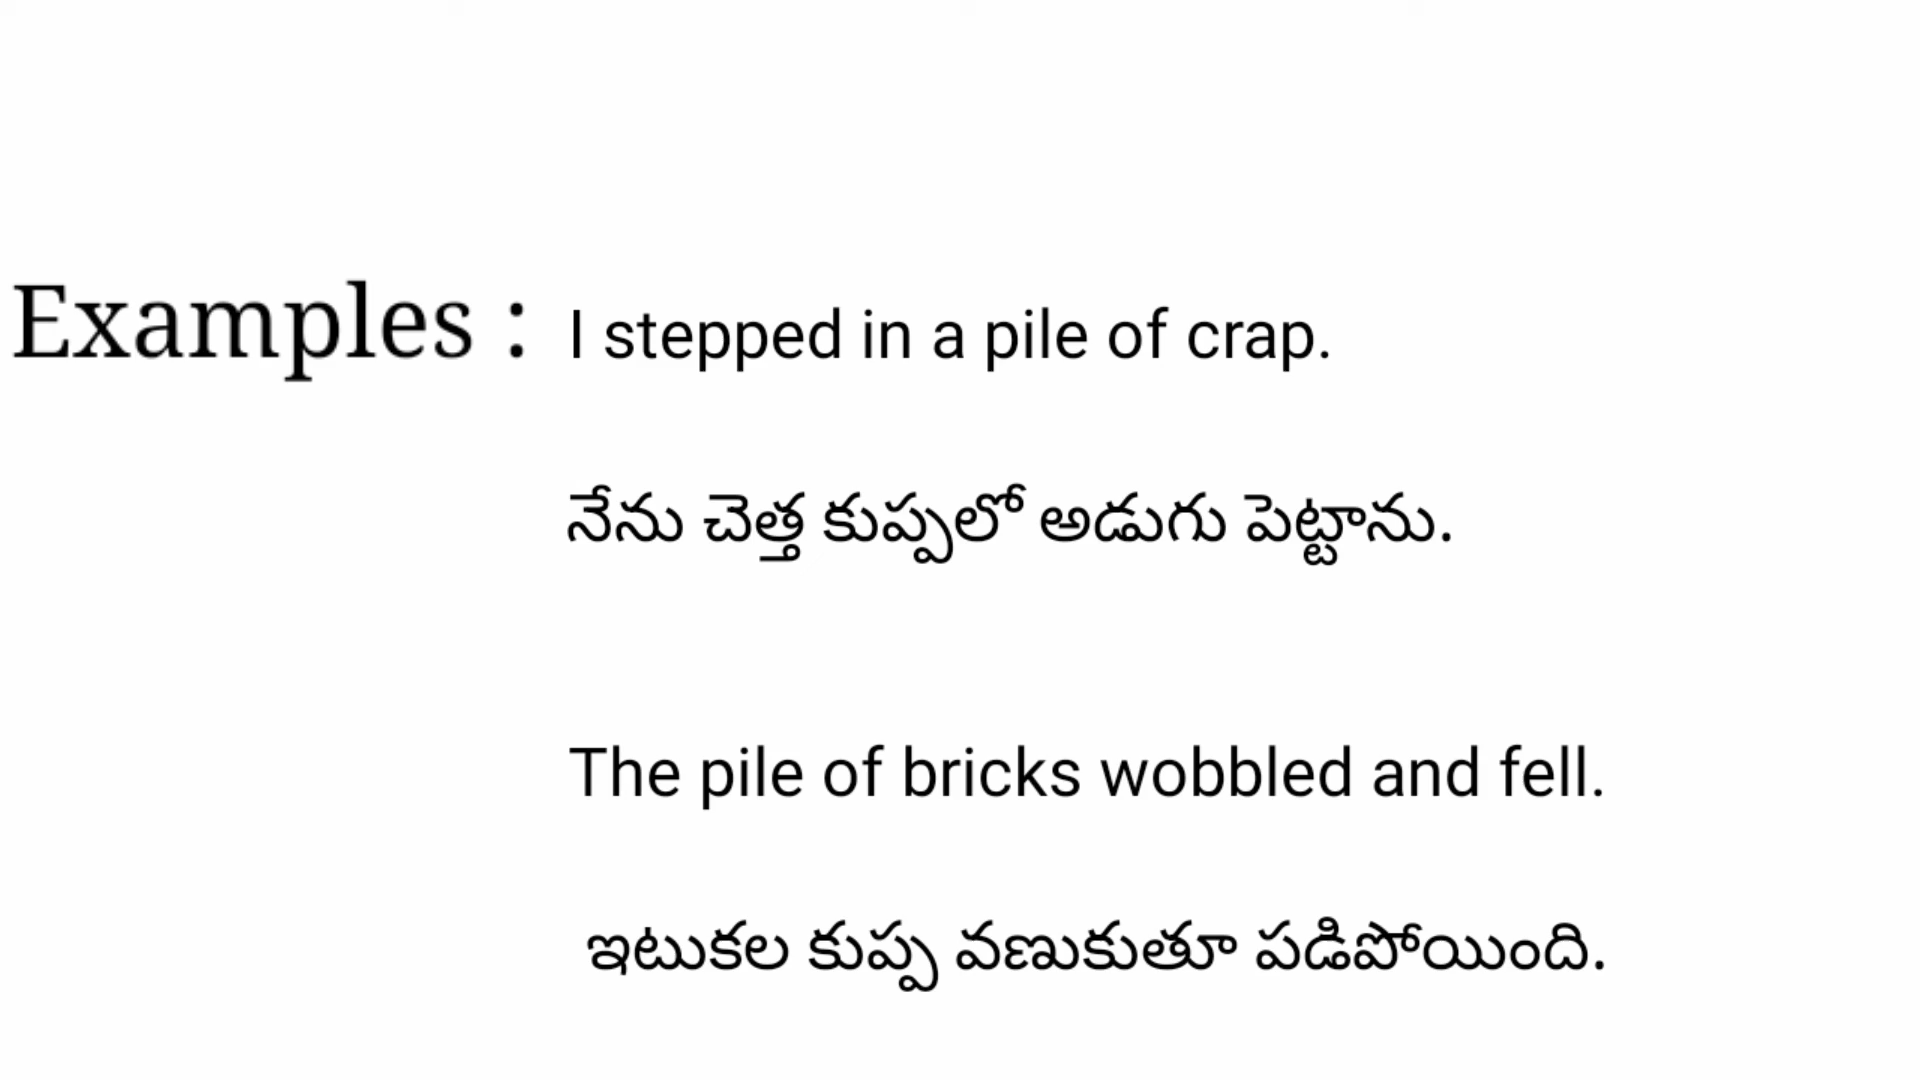 Examples : I stepped in a pile of crap.
నేను చెత్త కుప్పలో అడుగు పెట్టాను.
The pile of bricks wobbled and fell.
ఇటుకల కుప్ప వణుకుతూ పడిపోయింది.